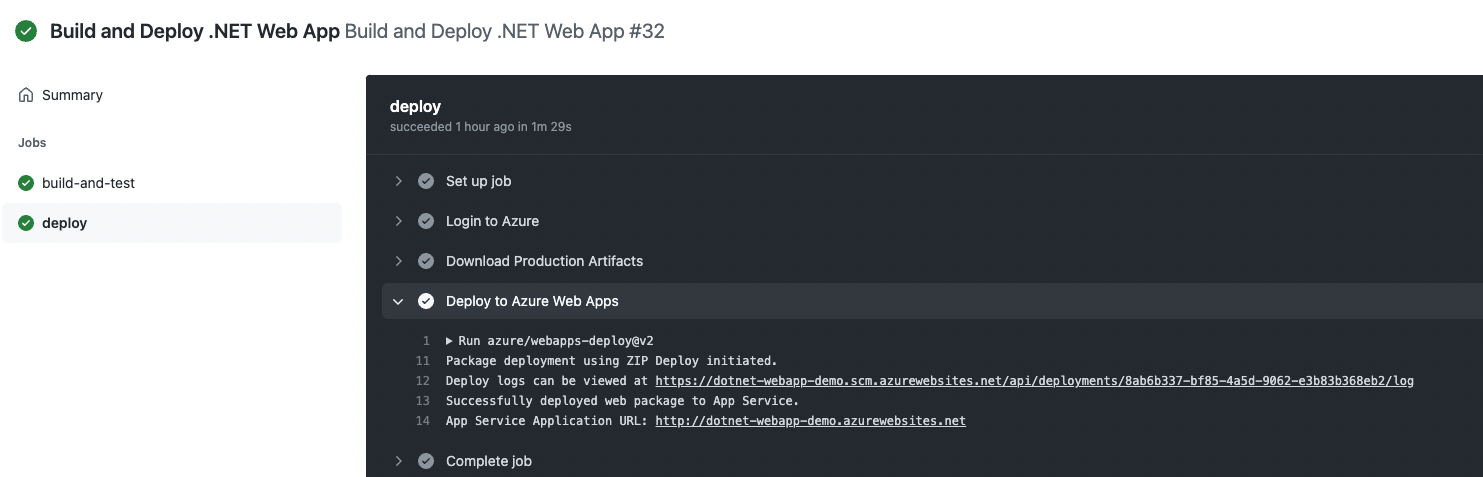 Build and Deploy .NET Web App Build and Deploy .NET Web App #32
Summary
Jobs
build-and-test
deploy
deploy
succeeded 1 hour ago in 1m 29s
Set up job
Login to Azure
Download Production Artifacts
Deploy to Azure Web Apps
1 Run azure/webapps-deploy@v2
11 Package deployment using ZIP Deploy initiated.
12 Deploy logs can be viewed at https://dotnet-webapp-demo.scm.azurewebsites.net/api/deployments/8ab6b337-bf85-4a5d-9062-e3b83b368eb2/log
13 Successfully deployed web package to App Service.
14 App Service Application URL: http://dotnet-webapp-demo.azurewebsites.net
Complete job